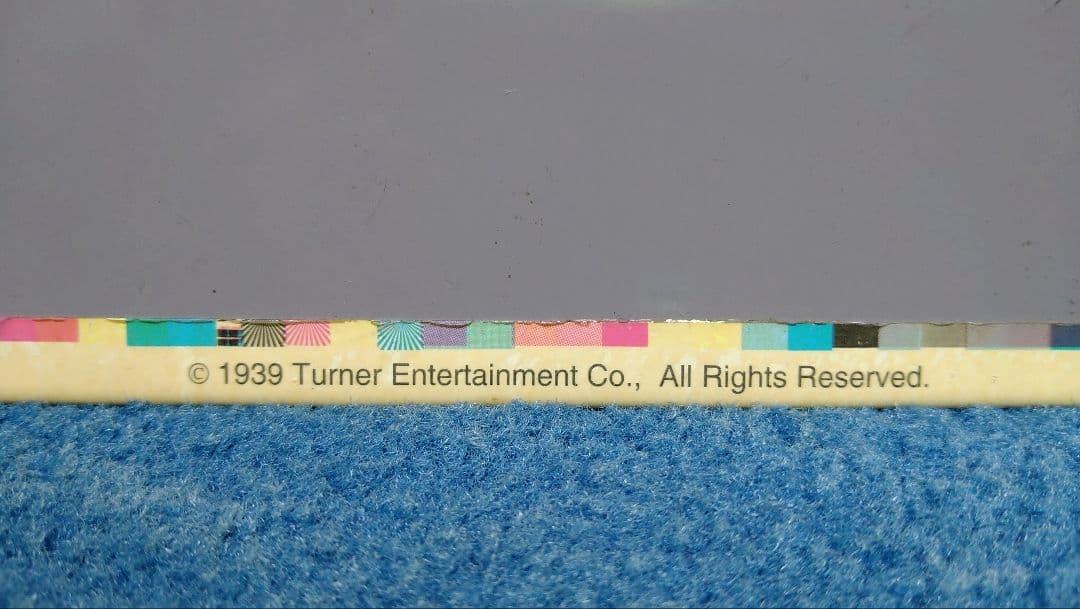 © 1939 Turner Entertainment Co., All Rights Reserved.